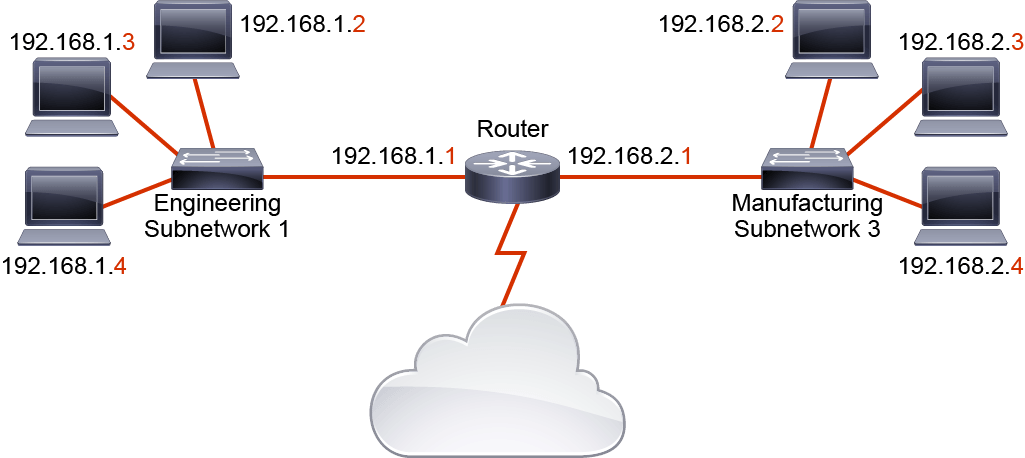 192.168.1.2
192.168.2.2
192.168.1.3
192.168.2.3
Router
192.168.1.1
192.168.2.1
Engineering
Subnetwork 1
Manufacturing
Subnetwork 3
192.168.1.4
192.168.2.4